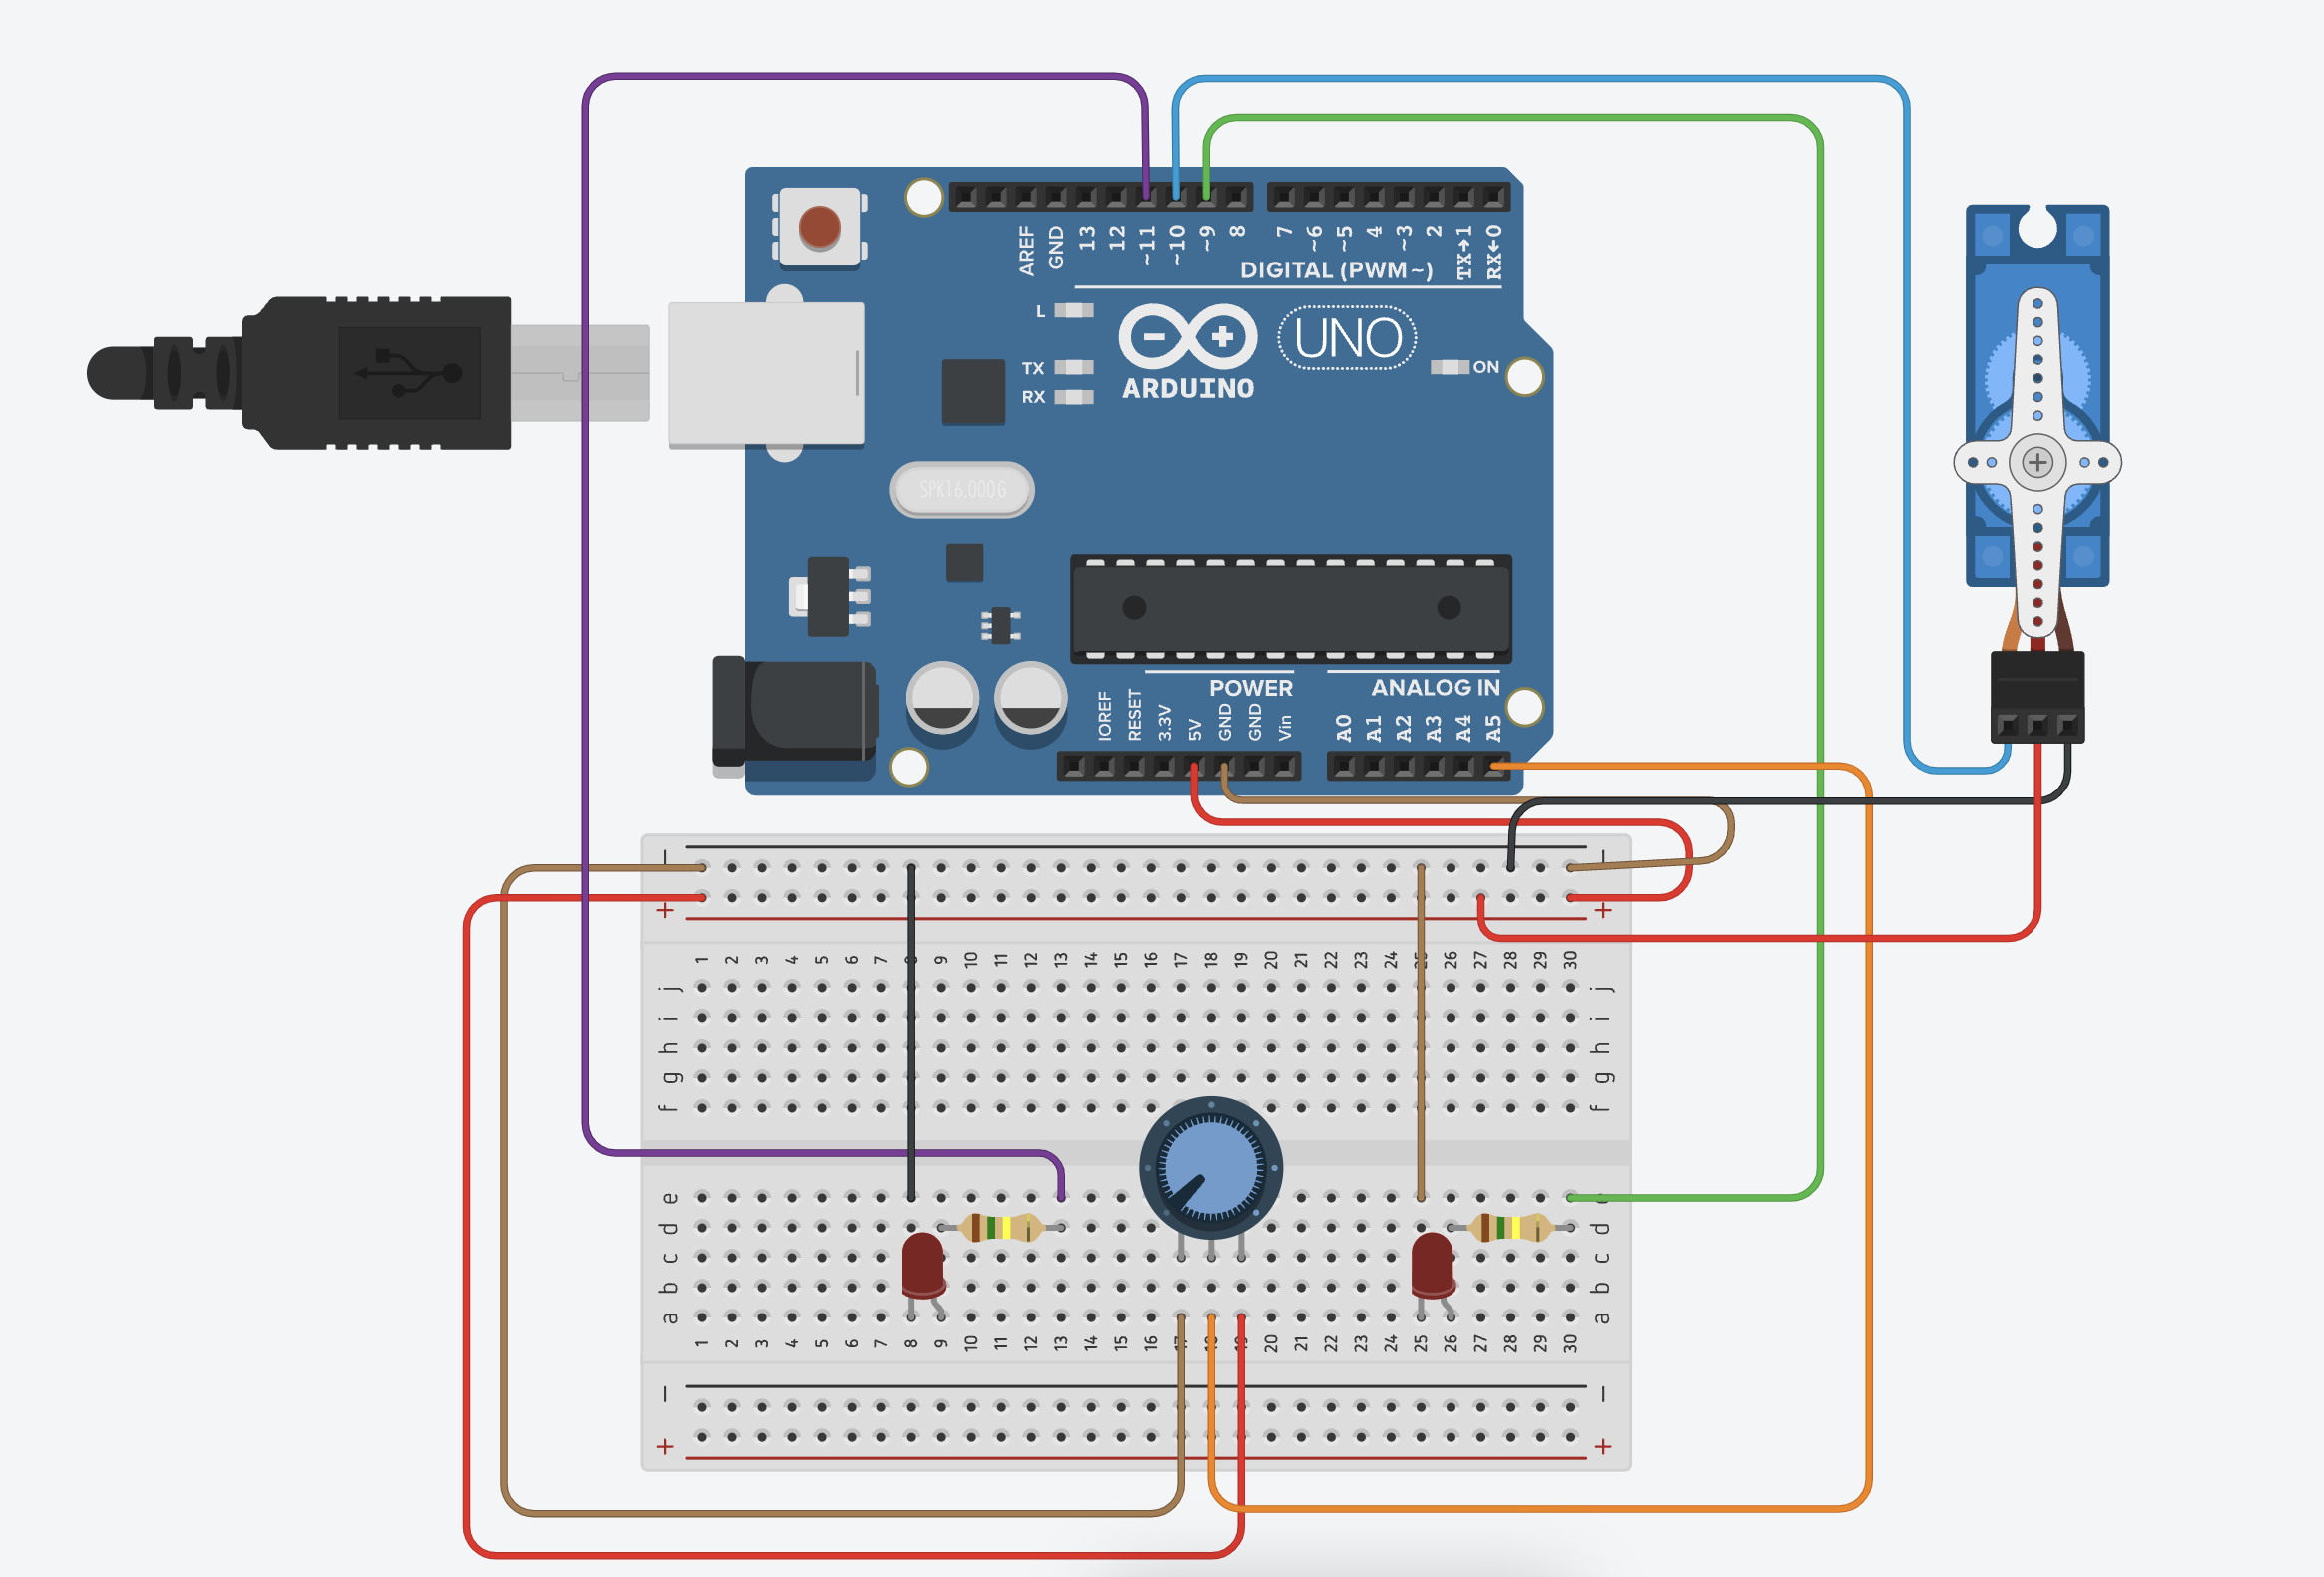 AREF GND 13 12 ~11 ~10 ~9 8 7 ~6 ~5 4 ~3 2 TX→1 RX←0
DIGITAL (PWM~)
L
TX
RX
ARDUINO
UNO
ON
SPK16.000G
POWER
ANALOG IN
IOREF RESET 3.3V 5V GND GND Vin A0 A1 A2 A3 A4 A5
− −
+ +
1 2 3 4 5 6 7 8 9 10 11 12 13 14 15 16 17 18 19 20 21 22 23 24 25 26 27 28 29 30
j j
i i
h h
g g
f f
e e
d d
c c
b b
a a
1 2 3 4 5 6 7 8 9 10 11 12 13 14 15 16 17 18 19 20 21 22 23 24 25 26 27 28 29 30
− −
+ +